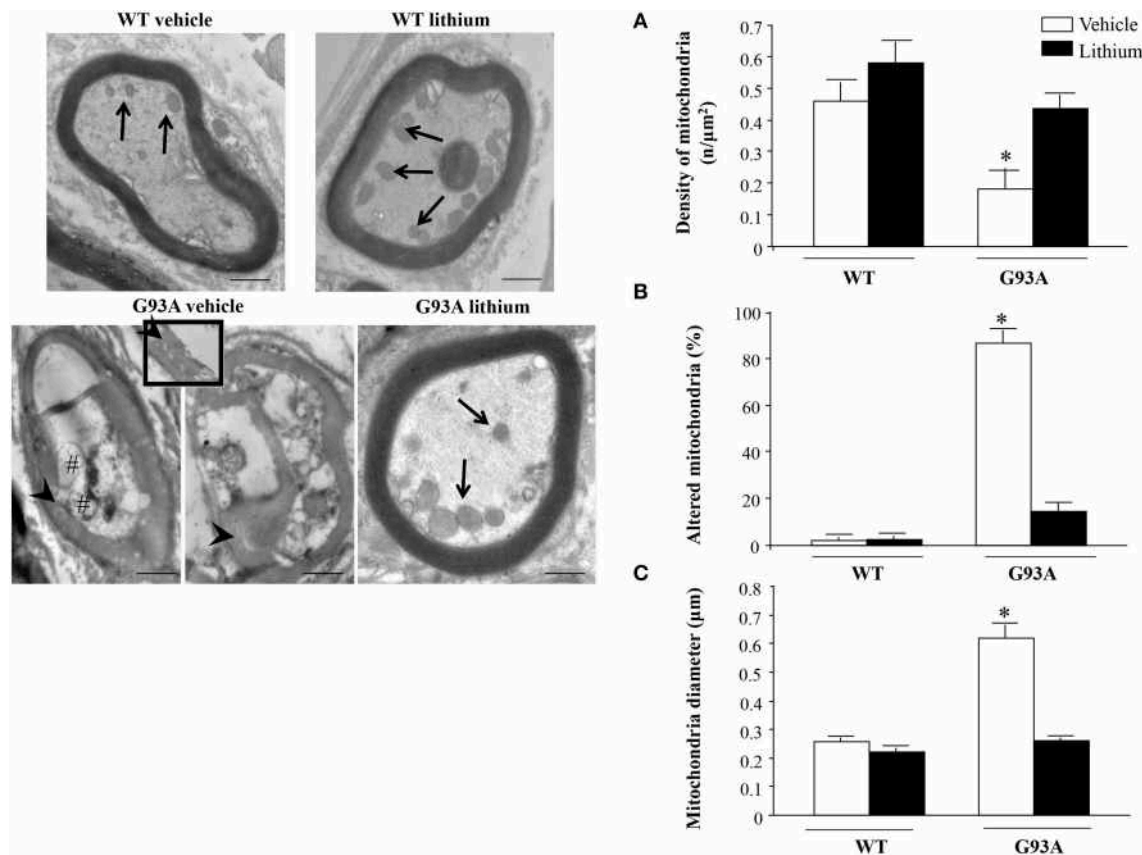 WT vehicle
WT lithium
G93A vehicle
G93A lithium
#
#
A
Vehicle
Lithium
Density of mitochondria
(n/µm²)
0.7
0.6
0.5
0.4
0.3
0.2
0.1
0
*
WT
G93A
B
Altered mitochondria (%)
100
80
60
40
20
0
*
WT
G93A
C
Mitochondria diameter (µm)
0.8
0.7
0.6
0.5
0.4
0.3
0.2
0.1
0
*
WT
G93A